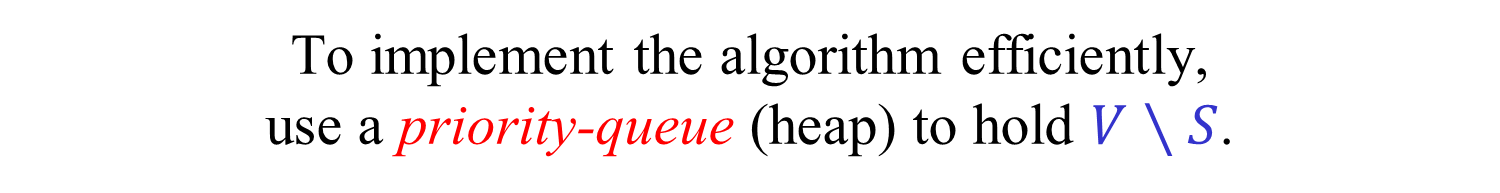 To implement the algorithm efficiently,
use a priority-queue (heap) to hold V \ S.